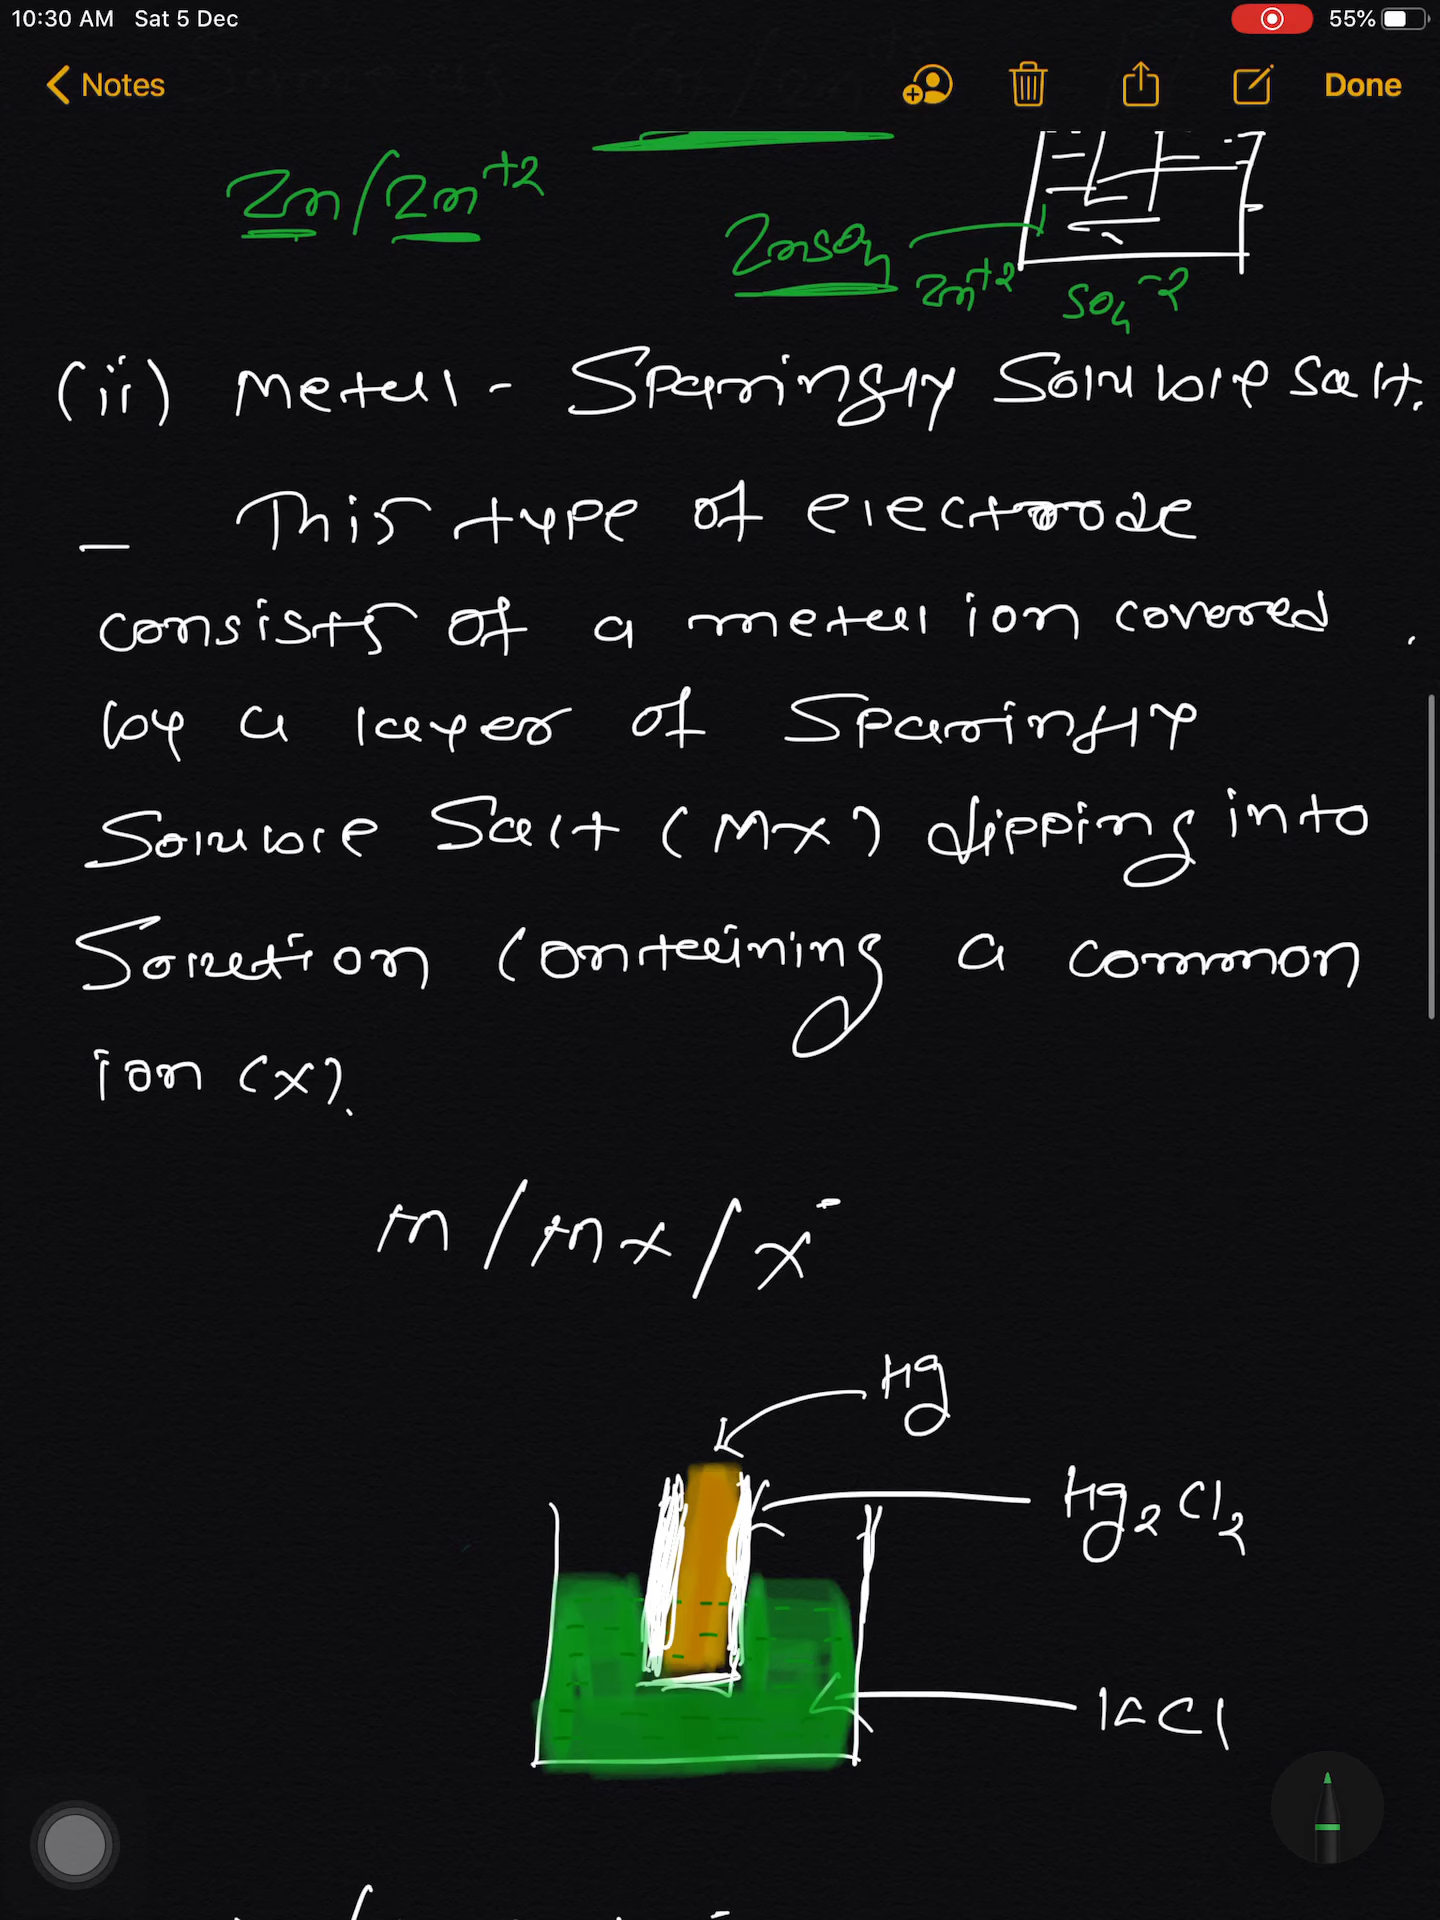 10:30 AM Sat 5 Dec
55%
Notes
Done
Zn/Zn+2
ZnSO4
Zn+2
SO4-2
(ii) Metal - Sparingly Soluble Salt.
_ This type of electrode
consists of a metal ion covered
by a layer of Sparingly
Soluble Salt (MX) dipping into
Solution containing a common
ion (X).
M/MX/X-
Hg
Hg2Cl2
KCl